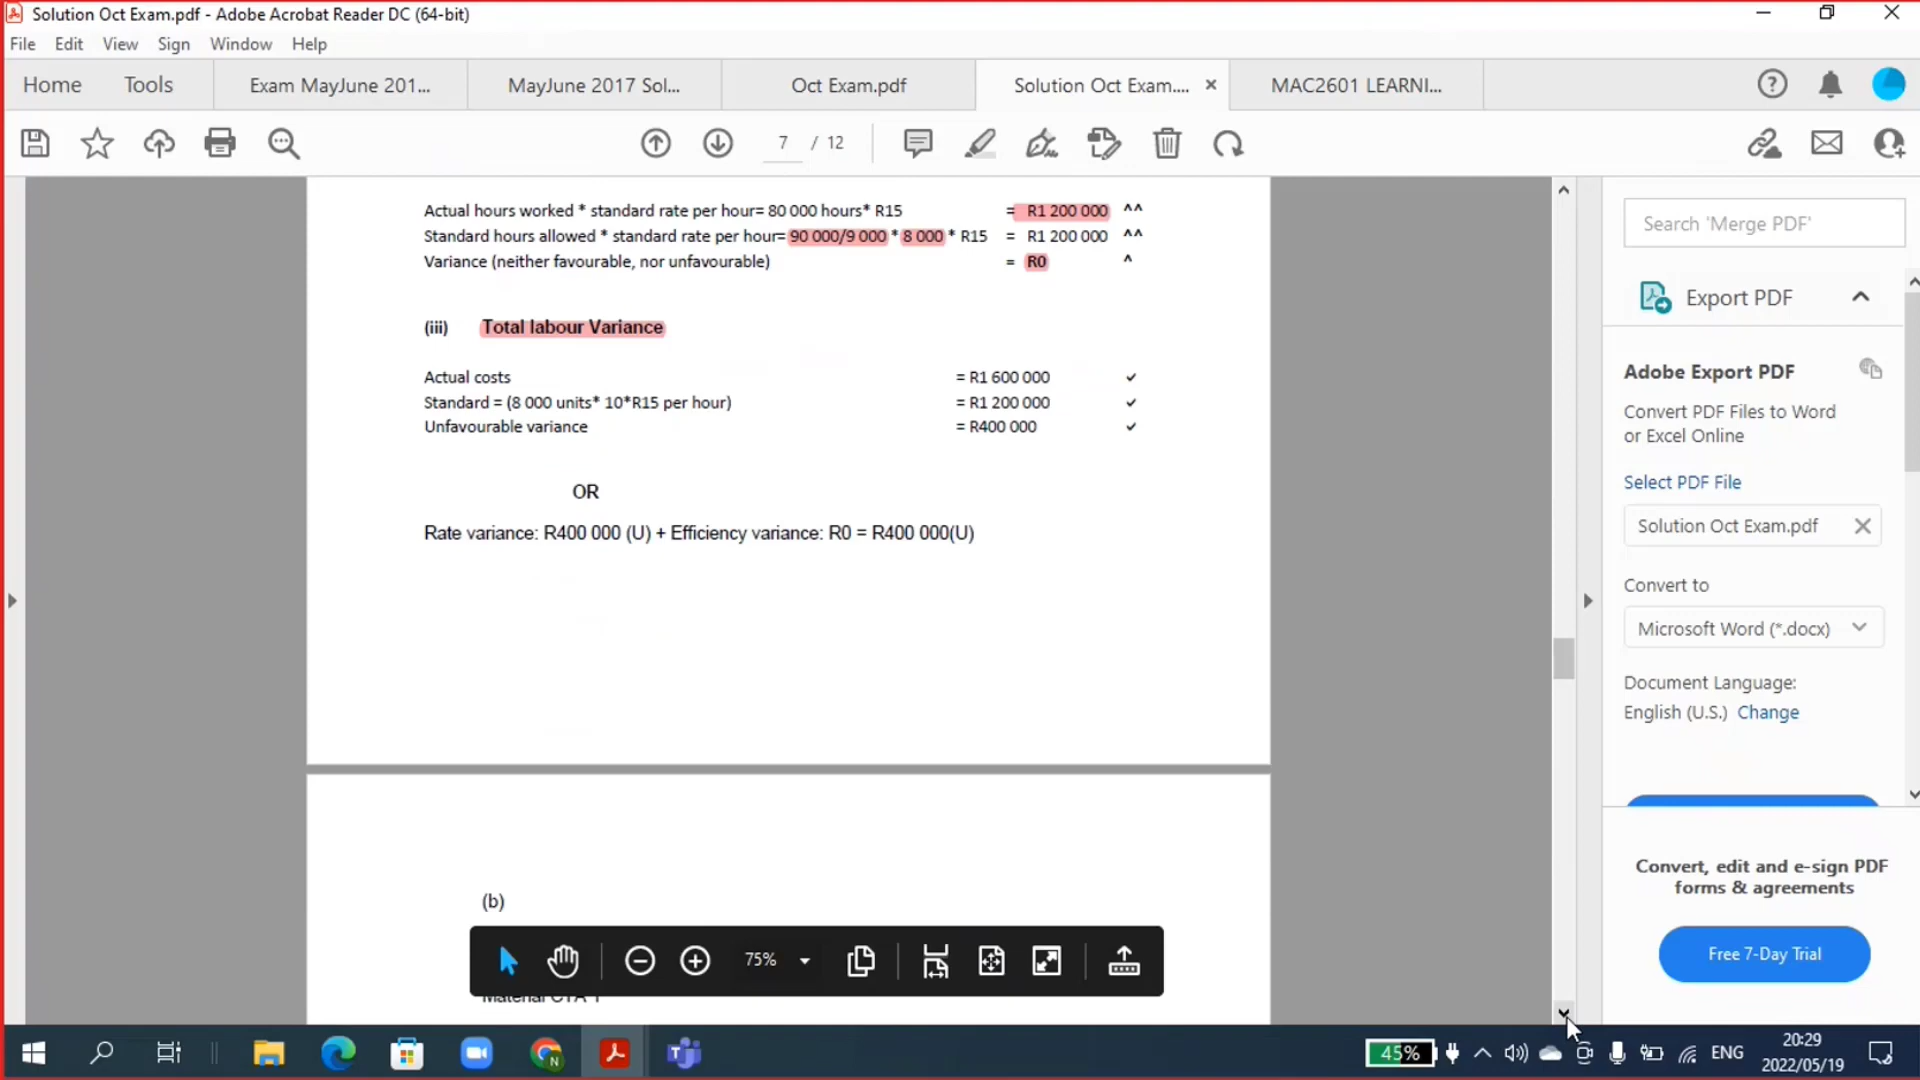 Solution Oct Exam.pdf - Adobe Acrobat Reader DC (64-bit)
File Edit View Sign Window Help
Home Tools Exam MayJune 201... MayJune 2017 Sol... Oct Exam.pdf Solution Oct Exam.... × MAC2601 LEARNI...
7 / 12
Actual hours worked * standard rate per hour= 80 000 hours* R15 = R1 200 000 ^^
Standard hours allowed * standard rate per hour= 90 000/9 000 * 8 000 * R15 = R1 200 000 ^^
Variance (neither favourable, nor unfavourable) = R0 ^
(iii) Total labour Variance
Actual costs = R1 600 000 ✓
Standard = (8 000 units* 10*R15 per hour) = R1 200 000 ✓
Unfavourable variance = R400 000 ✓
OR
Rate variance: R400 000 (U) + Efficiency variance: R0 = R400 000(U)
(b)
75%
Search 'Merge PDF'
Export PDF
Adobe Export PDF
Convert PDF Files to Word
or Excel Online
Select PDF File
Solution Oct Exam.pdf
Convert to
Microsoft Word (*.docx)
Document Language:
English (U.S.) Change
Convert, edit and e-sign PDF
forms & agreements
Free 7-Day Trial
45% ENG 20:29
2022/05/19